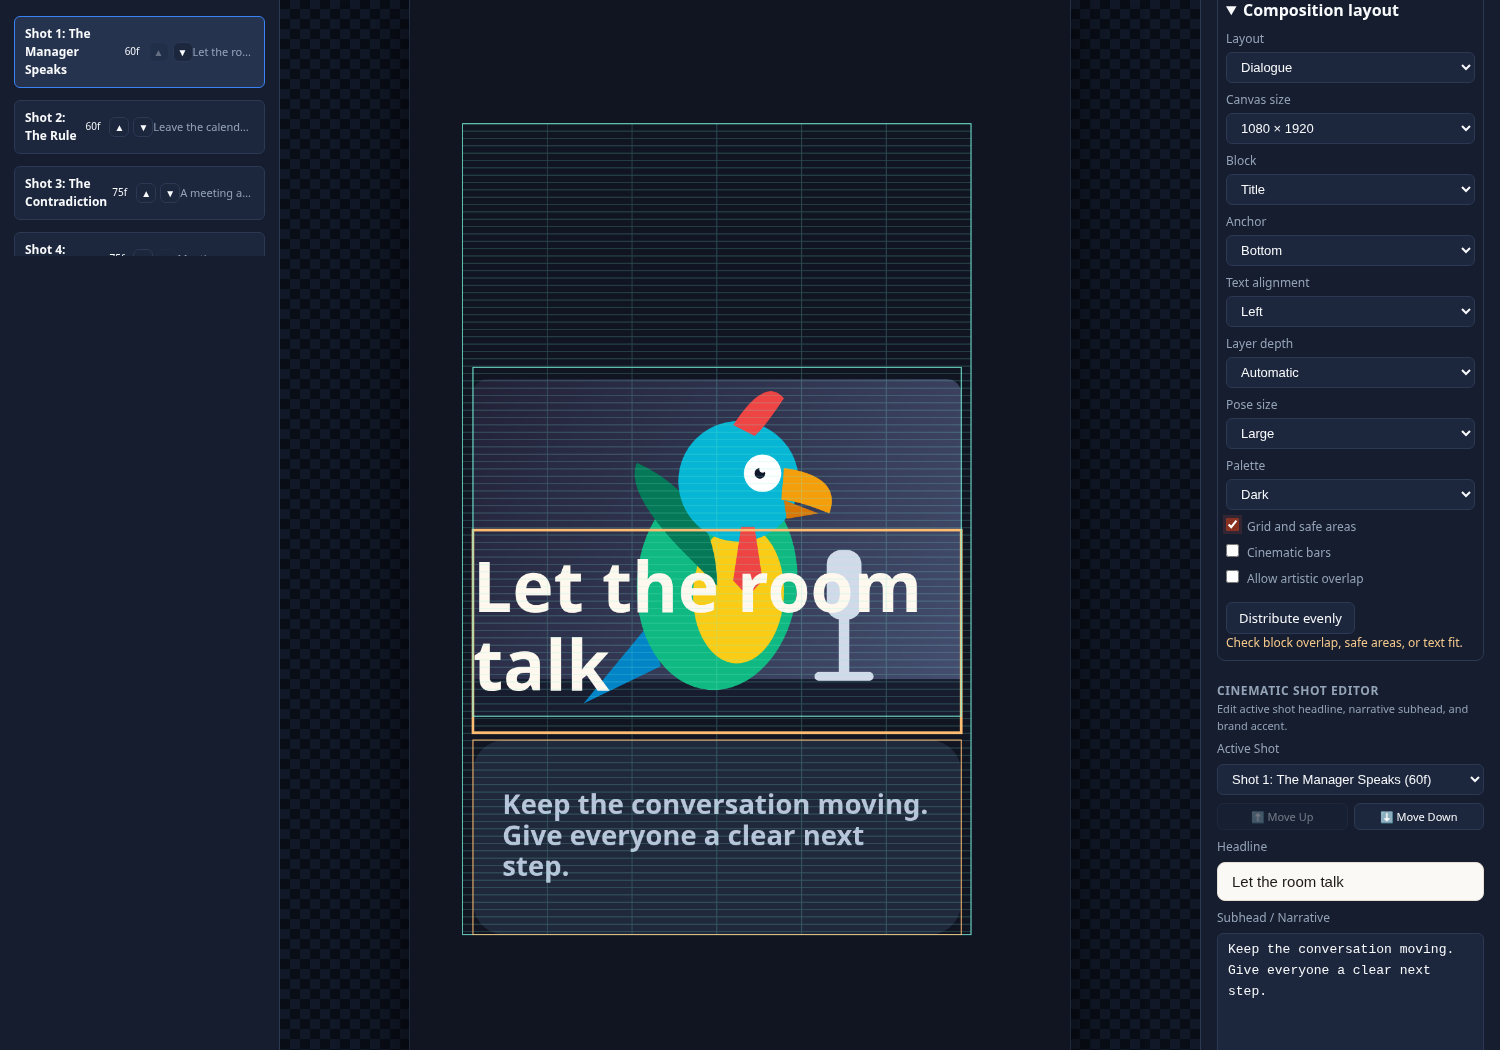 Shot 1: The
Manager
Speaks
60f
▲
▼
Let the ro...
Shot 2:
The Rule
60f
▲
▼
Leave the calend...
Shot 3: The
Contradiction
75f
▲
▼
A meeting a...
Shot 4:
Let the room
talk
Keep the conversation moving.
Give everyone a clear next
step.
▼ Composition layout
Layout
Dialogue
Canvas size
1080 × 1920
Block
Title
Anchor
Bottom
Text alignment
Left
Layer depth
Automatic
Pose size
Large
Palette
Dark
Grid and safe areas
Cinematic bars
Allow artistic overlap
Distribute evenly
Check block overlap, safe areas, or text fit.
CINEMATIC SHOT EDITOR
Edit active shot headline, narrative subhead, and
brand accent.
Active Shot
Shot 1: The Manager Speaks (60f)
⬆️ Move Up
⬇️ Move Down
Headline
Let the room talk
Subhead / Narrative
Keep the conversation moving.
Give everyone a clear next
step.